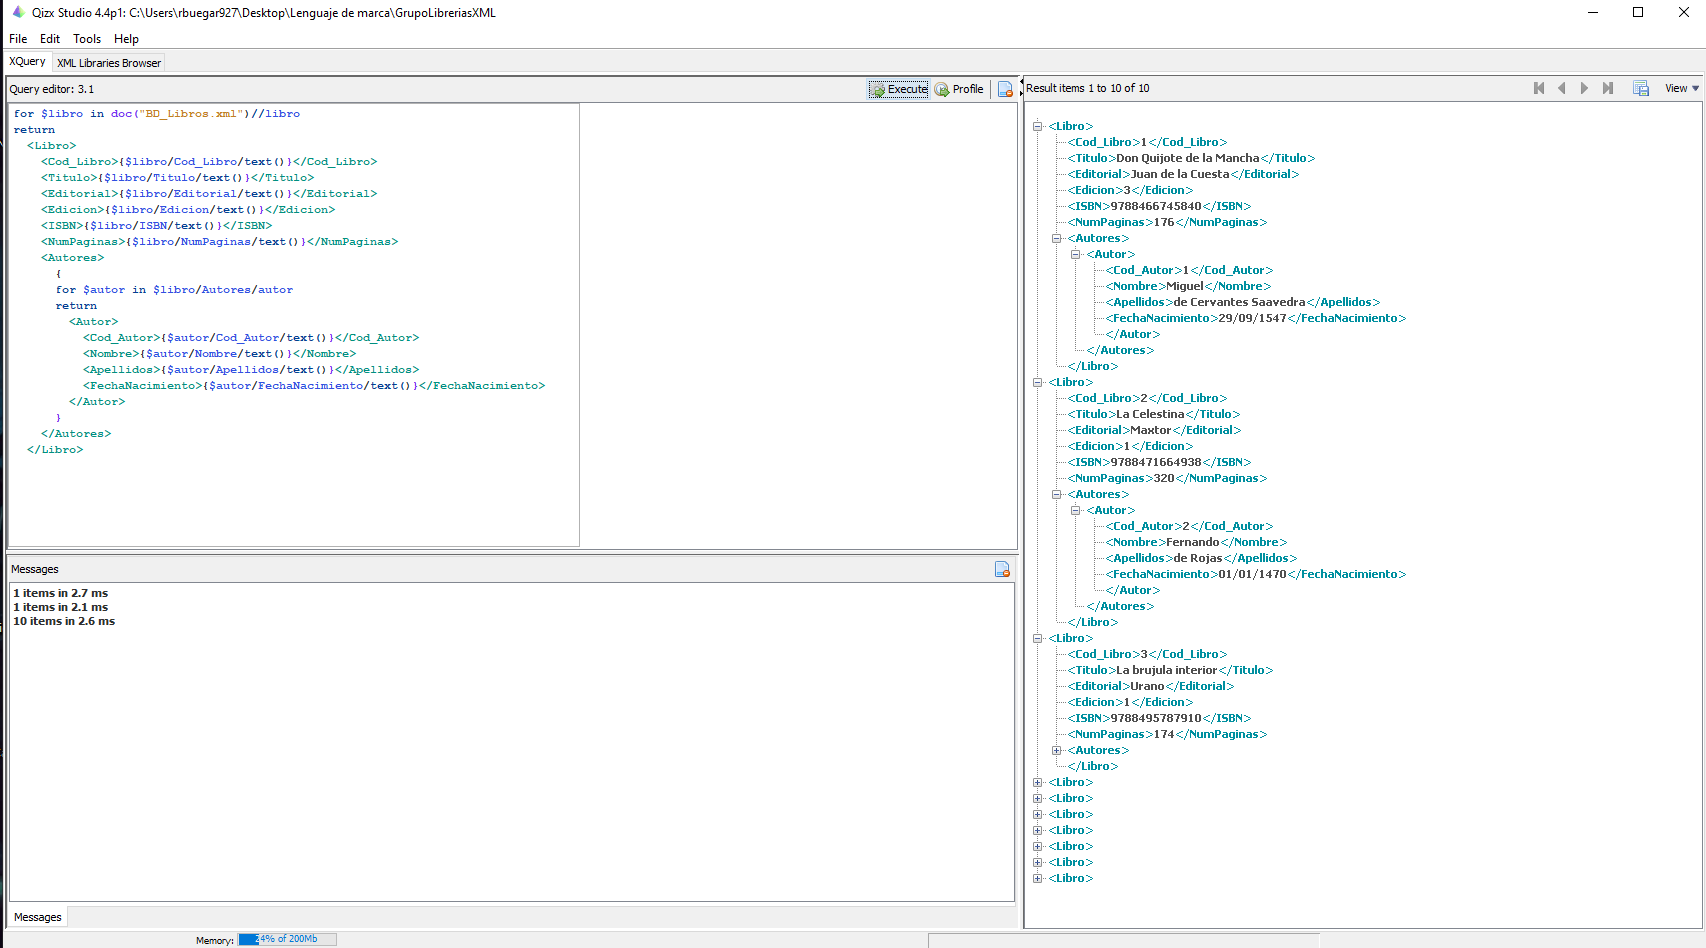 Qizx Studio 4.4p1: C:\Users\rbuegar927\Desktop\Lenguaje de marca\GrupoLibreriasXML
File Edit Tools Help
XQuery XML Libraries Browser
Query editor: 3.1 Execute Profile
for $libro in doc("BD_Libros.xml")//libro
return
<Libro>
<Cod_Libro>{$libro/Cod_Libro/text()}</Cod_Libro>
<Titulo>{$libro/Titulo/text()}</Titulo>
<Editorial>{$libro/Editorial/text()}</Editorial>
<Edicion>{$libro/Edicion/text()}</Edicion>
<ISBN>{$libro/ISBN/text()}</ISBN>
<NumPaginas>{$libro/NumPaginas/text()}</NumPaginas>
<Autores>
{
for $autor in $libro/Autores/autor
return
<Autor>
<Cod_Autor>{$autor/Cod_Autor/text()}</Cod_Autor>
<Nombre>{$autor/Nombre/text()}</Nombre>
<Apellidos>{$autor/Apellidos/text()}</Apellidos>
<FechaNacimiento>{$autor/FechaNacimiento/text()}</FechaNacimiento>
</Autor>
}
</Autores>
</Libro>
Messages
1 items in 2.7 ms
1 items in 2.1 ms
10 items in 2.6 ms
Messages
Memory: 24% of 200Mb
Result items 1 to 10 of 10 View
<Libro>
<Cod_Libro>1</Cod_Libro>
<Titulo>Don Quijote de la Mancha</Titulo>
<Editorial>Juan de la Cuesta</Editorial>
<Edicion>3</Edicion>
<ISBN>9788466745840</ISBN>
<NumPaginas>176</NumPaginas>
<Autores>
<Autor>
<Cod_Autor>1</Cod_Autor>
<Nombre>Miguel</Nombre>
<Apellidos>de Cervantes Saavedra</Apellidos>
<FechaNacimiento>29/09/1547</FechaNacimiento>
</Autor>
</Autores>
</Libro>
<Libro>
<Cod_Libro>2</Cod_Libro>
<Titulo>La Celestina</Titulo>
<Editorial>Maxtor</Editorial>
<Edicion>1</Edicion>
<ISBN>9788471664938</ISBN>
<NumPaginas>320</NumPaginas>
<Autores>
<Autor>
<Cod_Autor>2</Cod_Autor>
<Nombre>Fernando</Nombre>
<Apellidos>de Rojas</Apellidos>
<FechaNacimiento>01/01/1470</FechaNacimiento>
</Autor>
</Autores>
</Libro>
<Libro>
<Cod_Libro>3</Cod_Libro>
<Titulo>La brujula interior</Titulo>
<Editorial>Urano</Editorial>
<Edicion>1</Edicion>
<ISBN>9788495787910</ISBN>
<NumPaginas>174</NumPaginas>
<Autores>
</Libro>
<Libro>
<Libro>
<Libro>
<Libro>
<Libro>
<Libro>
<Libro>